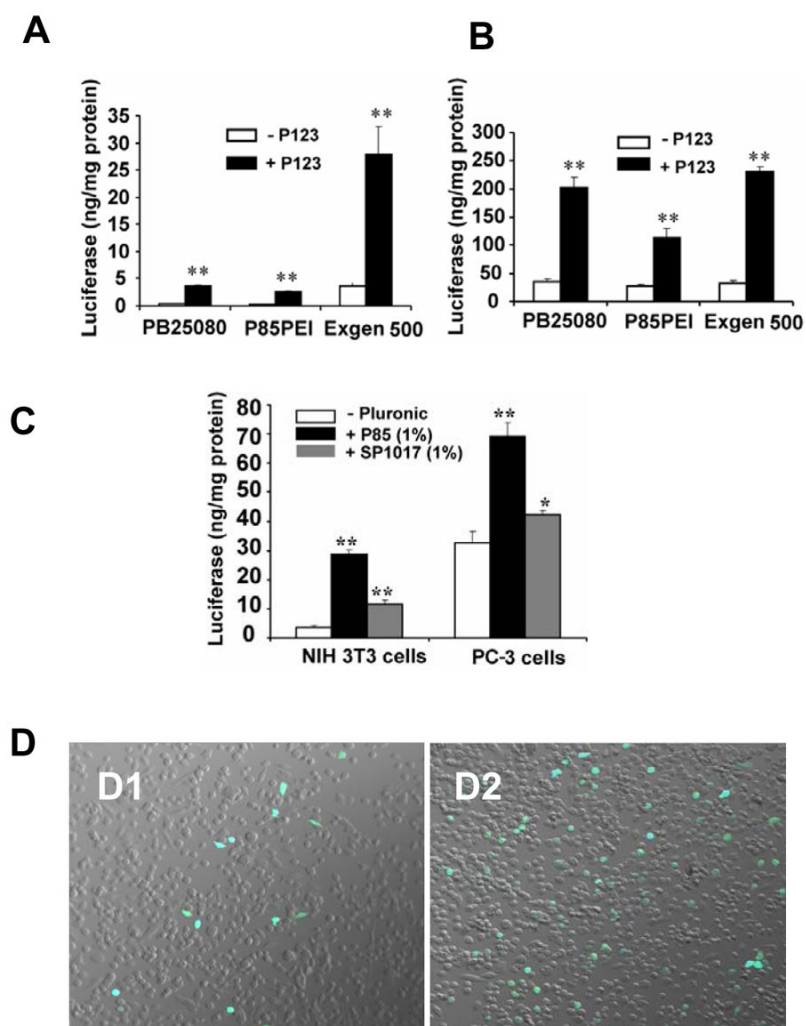 A
Luciferase (ng/mg protein)
35
30
25
20
15
10
5
0
- P123
+ P123
**
**
**
PB25080 P85PEI Exgen 500
B
Luciferase (ng/mg protein)
300
250
200
150
100
50
0
- P123
+ P123
**
**
**
PB25080 P85PEI Exgen 500
C
Luciferase (ng/mg protein)
80
70
60
50
40
30
20
10
0
- Pluronic
+ P85 (1%)
+ SP1017 (1%)
**
**
**
*
NIH 3T3 cells PC-3 cells
D
D1
D2